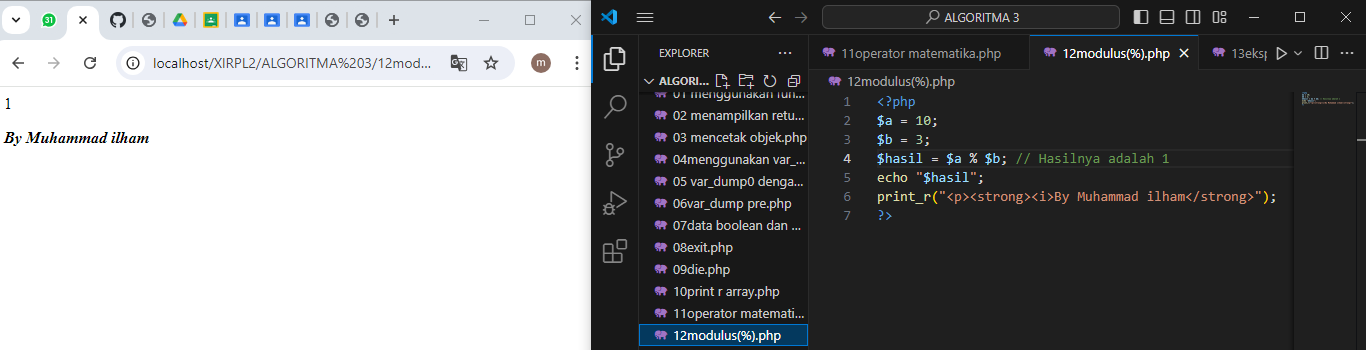 31
localhost/XIRPL2/ALGORITMA%203/12mod...
m
1
By Muhammad ilham
ALGORITMA 3
EXPLORER
ALGORI...
02 menampilkan retu...
03 mencetak objek.php
04menggunakan var_...
05 var_dump0 denga...
06var_dump pre.php
07data boolean dan ...
08exit.php
09die.php
10print r array.php
11operator matemati...
12modulus(%).php
11operator matematika.php
12modulus(%).php
13eksp
12modulus(%).php
1 <?php
2 $a = 10;
3 $b = 3;
4 $hasil = $a % $b; // Hasilnya adalah 1
5 echo "$hasil";
6 print_r("<p><strong><i>By Muhammad ilham</strong>");
7 ?>